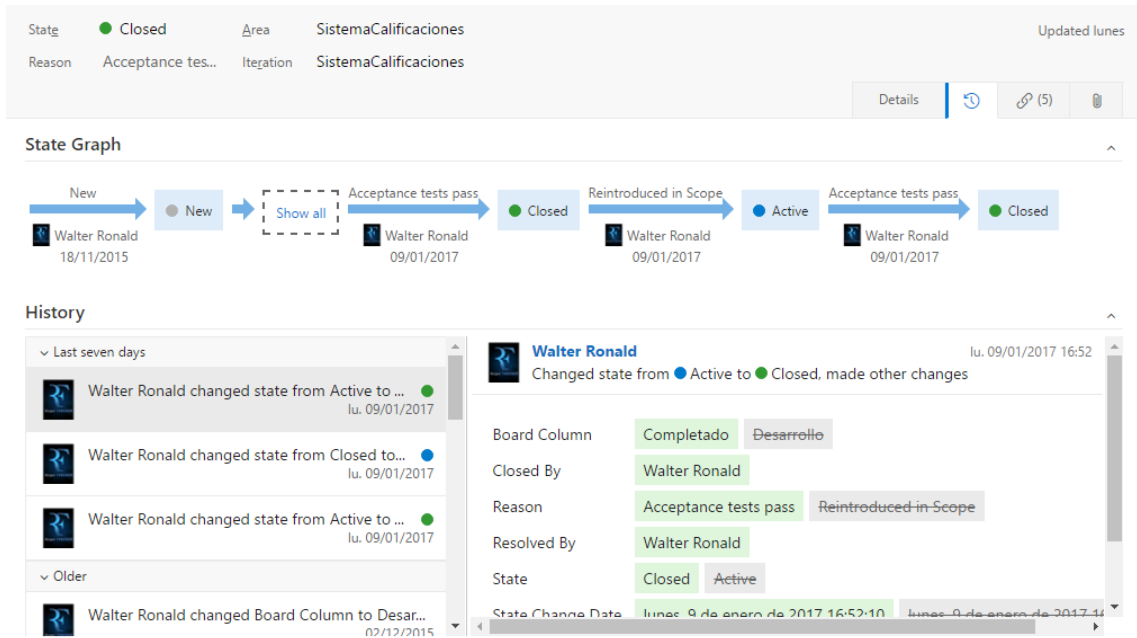 State Closed Area SistemaCalificaciones Updated lunes
Reason Acceptance tes... Iteration SistemaCalificaciones
Details (5)
State Graph
New Acceptance tests pass Reintroduced in Scope Acceptance tests pass
New Show all Closed Active Closed
Walter Ronald Walter Ronald Walter Ronald Walter Ronald
18/11/2015 09/01/2017 09/01/2017 09/01/2017
History
Last seven days
Walter Ronald changed state from Active to ...
lu. 09/01/2017
Walter Ronald changed state from Closed to...
lu. 09/01/2017
Walter Ronald changed state from Active to ...
lu. 09/01/2017
Older
Walter Ronald changed Board Column to Desar...
02/12/2015
Walter Ronald lu. 09/01/2017 16:52
Changed state from Active to Closed, made other changes
Board Column Completado Desarrollo
Closed By Walter Ronald
Reason Acceptance tests pass Reintroduced in Scope
Resolved By Walter Ronald
State Closed Active
State Change Date lunes, 9 de enero de 2017 16:52:10 lunes, 9 de enero de 2017